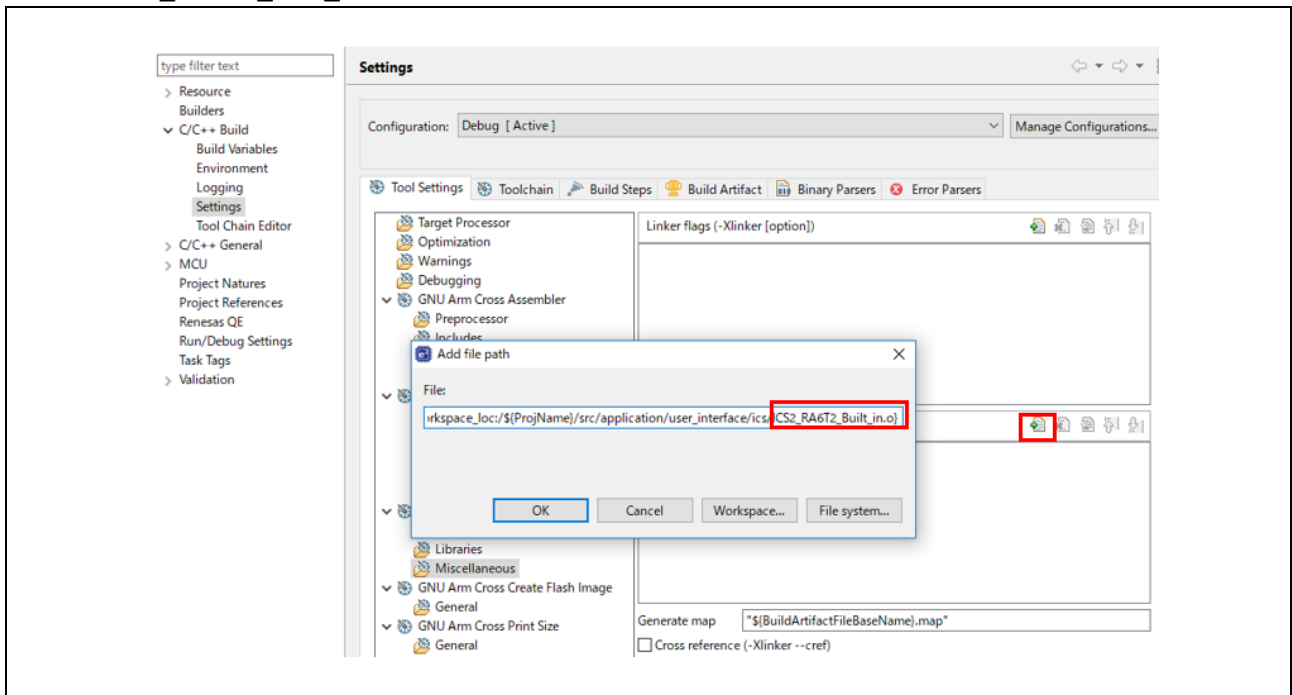 type filter text
Resource
Builders
C/C++ Build
Build Variables
Environment
Logging
Settings
Tool Chain Editor
C/C++ General
MCU
Project Natures
Project References
Renesas QE
Run/Debug Settings
Task Tags
Validation
Settings
Configuration: Debug [ Active ]
Manage Configurations...
Tool Settings Toolchain Build Steps Build Artifact Binary Parsers Error Parsers
Target Processor
Optimization
Warnings
Debugging
GNU Arm Cross Assembler
Preprocessor
Includes
Linker flags (-Xlinker [option])
Add file path
File:
rkspace_loc:/${ProjName}/src/application/user_interface/ics/ICS2_RA6T2_Built_in.o}
OK Cancel Workspace... File system...
Libraries
Miscellaneous
GNU Arm Cross Create Flash Image
General
GNU Arm Cross Print Size
General
Generate map "${BuildArtifactFileBaseName}.map"
Cross reference (-Xlinker --cref)